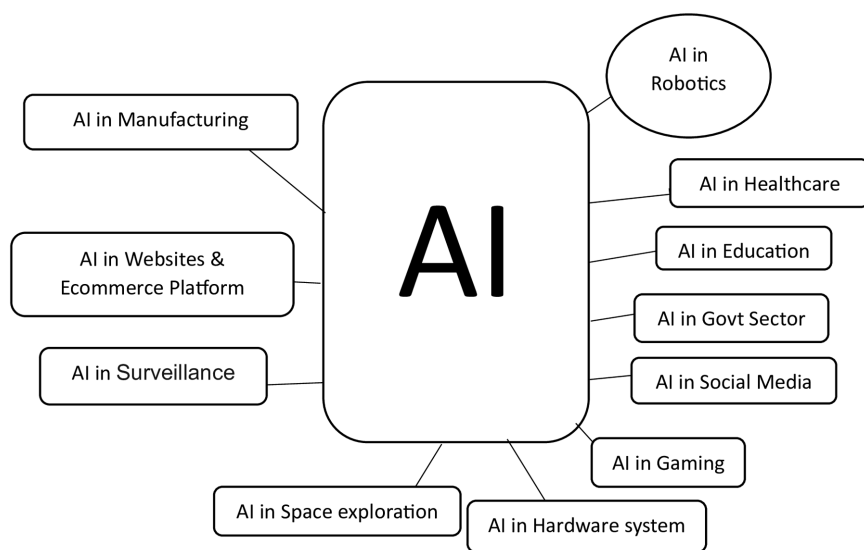 AI in
Robotics
AI in Manufacturing
AI in Healthcare
AI
AI in Education
AI in Websites &
Ecommerce Platform
AI in Govt Sector
AI in Surveillance
AI in Social Media
AI in Gaming
AI in Space exploration
AI in Hardware system